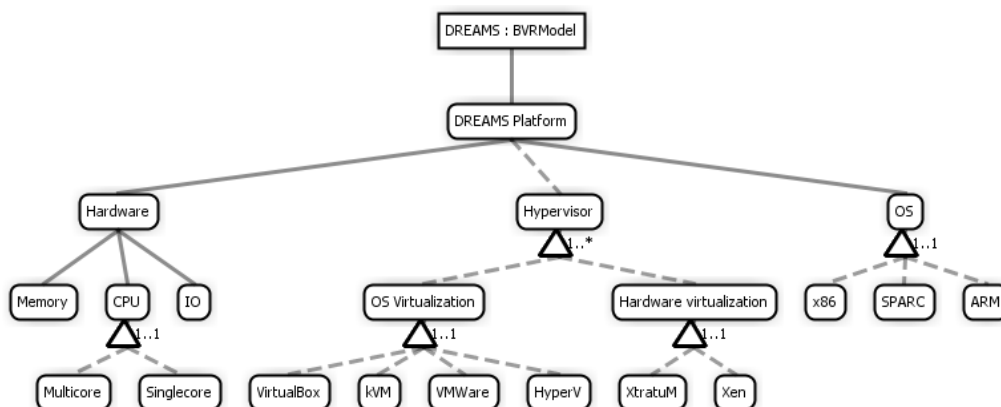 DREAMS : BVRModel
DREAMS Platform
Hardware
Hypervisor
OS
1..*
1..1
Memory
CPU
IO
OS Virtualization
Hardware virtualization
x86
SPARC
ARM
1..1
1..1
1..1
Multicore
Singlecore
VirtualBox
kVM
VMWare
HyperV
XtratuM
Xen